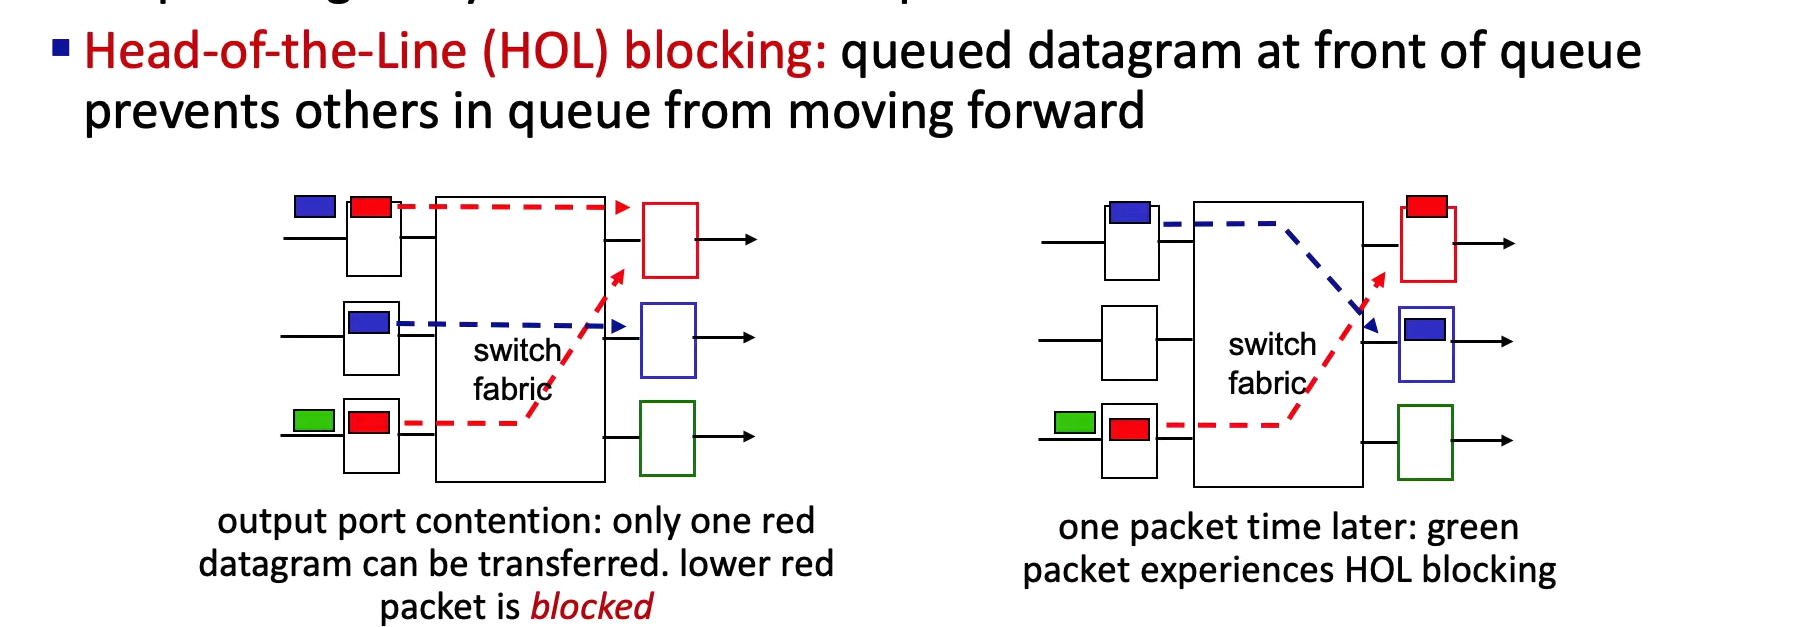 Head-of-the-Line (HOL) blocking: queued datagram at front of queue
prevents others in queue from moving forward
switch
fabric
output port contention: only one red
datagram can be transferred. lower red
packet is blocked
switch
fabric
one packet time later: green
packet experiences HOL blocking